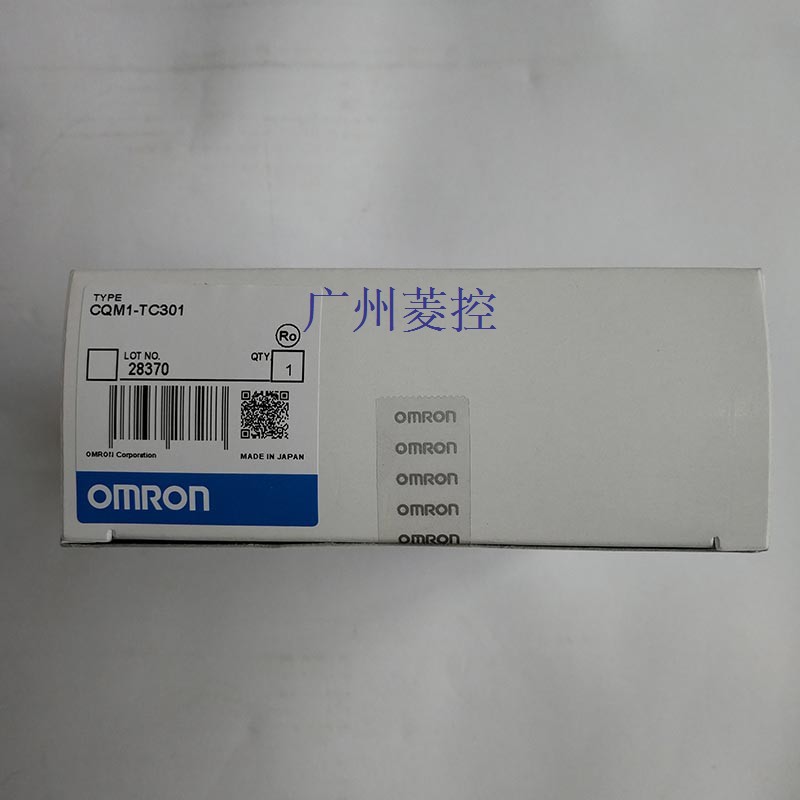 TYPE
CQM1-TC301
广州菱控
Ro
LOT NO.
28370
QTY
1
OMRON Corporation
MADE IN JAPAN
OMRON
OMRON
OMRON
OMRON
OMRON
OMRON